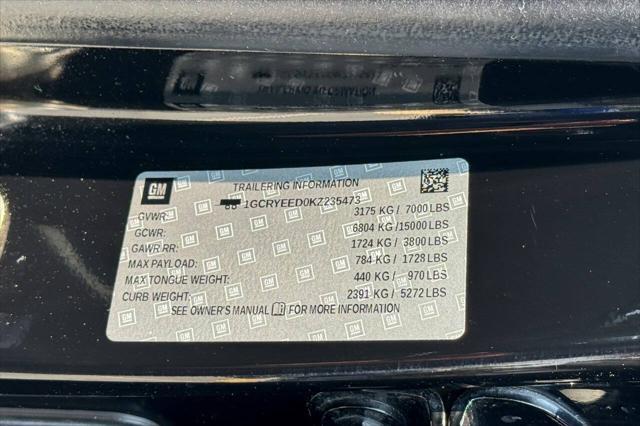 GM TRAILERING INFORMATION
1GCRYEED0KZ235473
GVWR: 3175 KG / 7000 LBS
GCWR: 6804 KG / 15000 LBS
GAWR RR: 1724 KG / 3800 LBS
MAX PAYLOAD: 784 KG / 1728 LBS
MAX TONGUE WEIGHT: 440 KG / 970 LBS
CURB WEIGHT: 2391 KG / 5272 LBS
SEE OWNER'S MANUAL FOR MORE INFORMATION